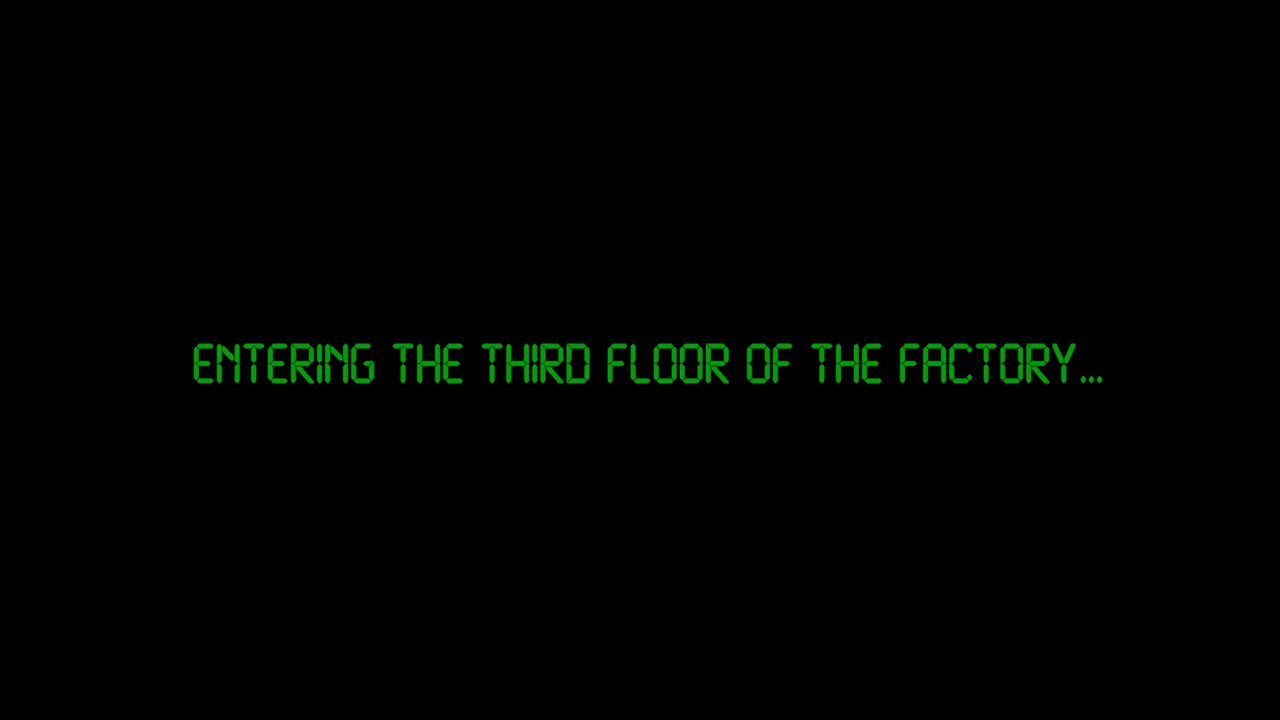 ENTERING THE THIRD FLOOR OF THE FACTORY...